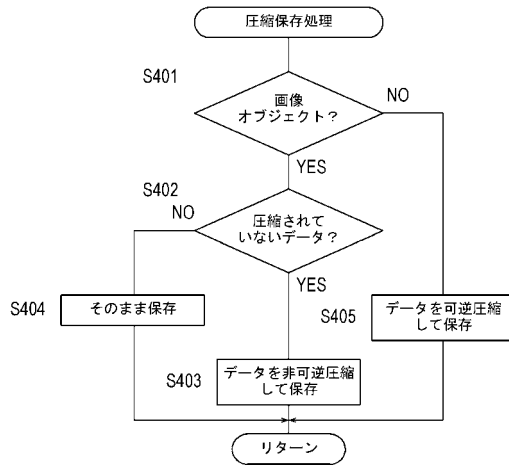 圧縮保存処理
S401
画像
オブジェクト?
NO
YES
S402
NO
圧縮されて
いないデータ?
YES
S404
そのまま保存
S405
データを可逆圧縮
して保存
S403
データを非可逆圧縮
して保存
リターン